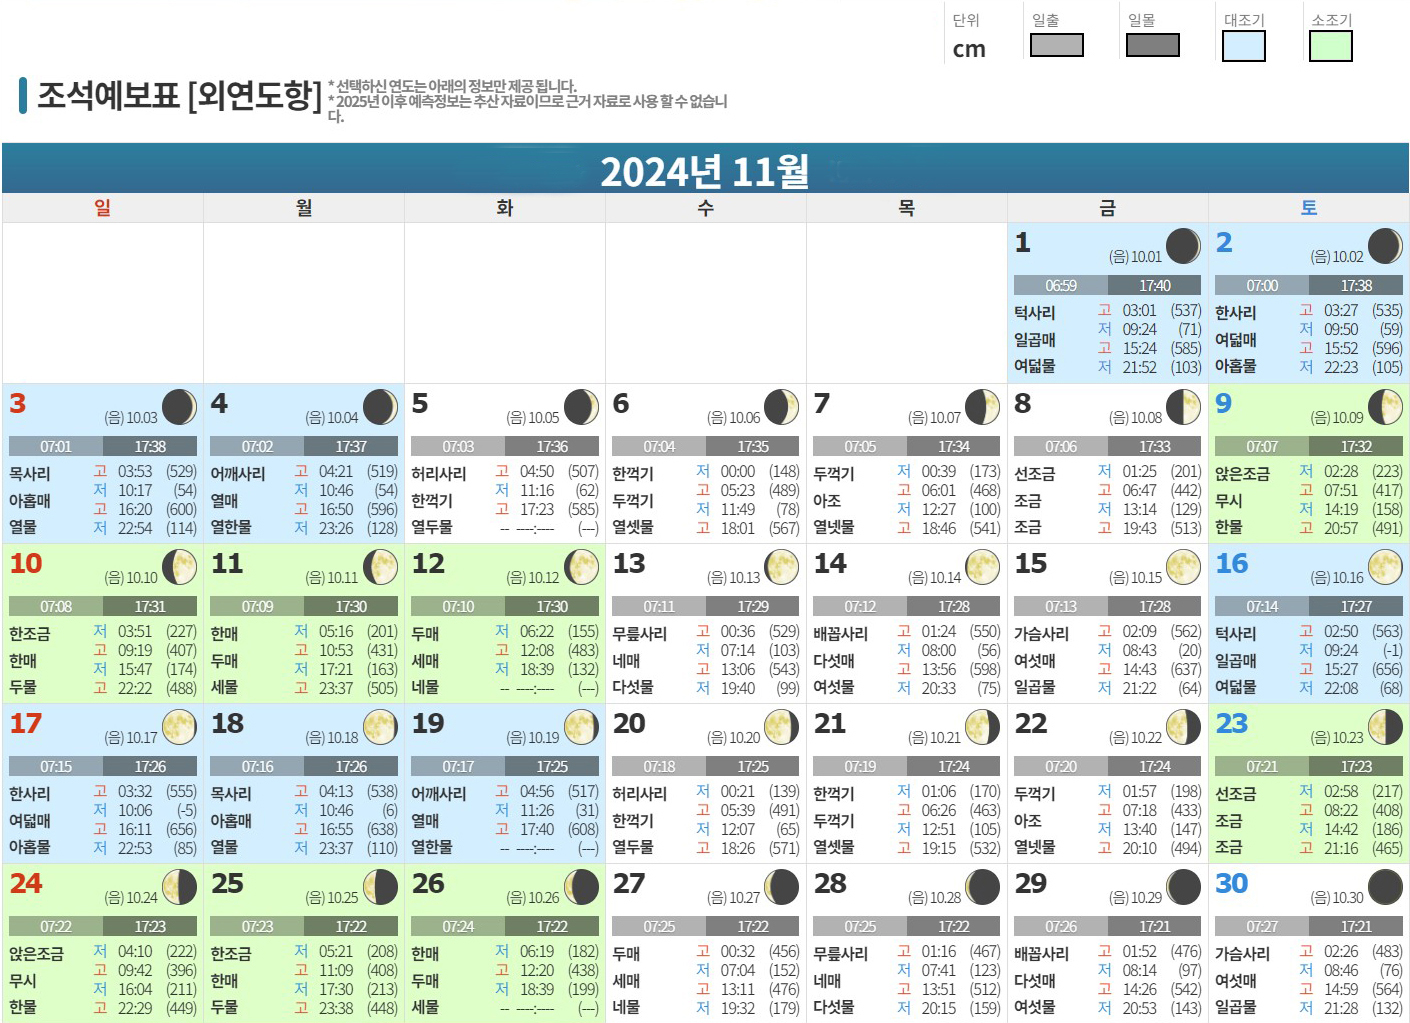 단위 일출 일몰 대조기 소조기
cm
조석예보표 [외연도항]
* 선택하신 연도는 아래의 정보만 제공 됩니다.
* 2025년 이후 예측정보는 추산 자료이므로 근거 자료로 사용 할 수 없습니
다.
2024년 11월
일 월 화 수 목 금 토
1 (음) 10.01
06:59 17:40
턱사리 고 03:01 (537)
저 09:24 (71)
일곱매 고 15:24 (585)
여덟물 저 21:52 (103)
2 (음) 10.02
07:00 17:38
한사리 고 03:27 (535)
저 09:50 (59)
여덟매 고 15:52 (596)
아홉물 저 22:23 (105)
3 (음) 10.03
07:01 17:38
목사리 고 03:53 (529)
아홉매 저 10:17 (54)
고 16:20 (600)
열물 저 22:54 (114)
4 (음) 10.04
07:02 17:37
어깨사리 고 04:21 (519)
열매 저 10:46 (54)
고 16:50 (596)
열한물 저 23:26 (128)
5 (음) 10.05
07:03 17:36
허리사리 고 04:50 (507)
한꺽기 저 11:16 (62)
고 17:23 (585)
열두물 -- ----:---- (---)
6 (음) 10.06
07:04 17:35
한꺽기 저 00:00 (148)
두꺽기 고 05:23 (489)
저 11:49 (78)
열셋물 고 18:01 (567)
7 (음) 10.07
07:05 17:34
두꺽기 저 00:39 (173)
아조 고 06:01 (468)
저 12:27 (100)
열넷물 고 18:46 (541)
8 (음) 10.08
07:06 17:33
선조금 저 01:25 (201)
조금 고 06:47 (442)
저 13:14 (129)
조금 고 19:43 (513)
9 (음) 10.09
07:07 17:32
앉은조금 저 02:28 (223)
무시 고 07:51 (417)
저 14:19 (158)
한물 고 20:57 (491)
10 (음) 10.10
07:08 17:31
한조금 저 03:51 (227)
한매 고 09:19 (407)
저 15:47 (174)
두물 고 22:22 (488)
11 (음) 10.11
07:09 17:30
한매 저 05:16 (201)
두매 고 10:53 (431)
저 17:21 (163)
세물 고 23:37 (505)
12 (음) 10.12
07:10 17:30
두매 저 06:22 (155)
세매 고 12:08 (483)
저 18:39 (132)
네물 -- ----:---- (---)
13 (음) 10.13
07:11 17:29
무릎사리 고 00:36 (529)
네매 저 07:14 (103)
고 13:06 (543)
다섯물 저 19:40 (99)
14 (음) 10.14
07:12 17:28
배꼽사리 고 01:24 (550)
다섯매 저 08:00 (56)
고 13:56 (598)
여섯물 저 20:33 (75)
15 (음) 10.15
07:13 17:28
가슴사리 고 02:09 (562)
여섯매 저 08:43 (20)
고 14:43 (637)
일곱물 저 21:22 (64)
16 (음) 10.16
07:14 17:27
턱사리 고 02:50 (563)
일곱매 저 09:24 (-1)
고 15:27 (656)
여덟물 저 22:08 (68)
17 (음) 10.17
07:15 17:26
한사리 고 03:32 (555)
여덟매 저 10:06 (-5)
고 16:11 (656)
아홉물 저 22:53 (85)
18 (음) 10.18
07:16 17:26
목사리 고 04:13 (538)
아홉매 저 10:46 (6)
고 16:55 (638)
열물 저 23:37 (110)
19 (음) 10.19
07:17 17:25
어깨사리 고 04:56 (517)
열매 저 11:26 (31)
고 17:40 (608)
열한물 -- ----:---- (---)
20 (음) 10.20
07:18 17:25
허리사리 저 00:21 (139)
한꺽기 고 05:39 (491)
저 12:07 (65)
열두물 고 18:26 (571)
21 (음) 10.21
07:19 17:24
한꺽기 저 01:06 (170)
두꺽기 고 06:26 (463)
저 12:51 (105)
열셋물 고 19:15 (532)
22 (음) 10.22
07:20 17:24
두꺽기 저 01:57 (198)
아조 고 07:18 (433)
저 13:40 (147)
열넷물 고 20:10 (494)
23 (음) 10.23
07:21 17:23
선조금 저 02:58 (217)
조금 고 08:22 (408)
저 14:42 (186)
조금 고 21:16 (465)
24 (음) 10.24
07:22 17:23
앉은조금 저 04:10 (222)
무시 고 09:42 (396)
저 16:04 (211)
한물 고 22:29 (449)
25 (음) 10.25
07:23 17:22
한조금 저 05:21 (208)
한매 고 11:09 (408)
저 17:30 (213)
두물 고 23:38 (448)
26 (음) 10.26
07:24 17:22
한매 저 06:19 (182)
두매 고 12:20 (438)
저 18:39 (199)
세물 -- ----:---- (---)
27 (음) 10.27
07:25 17:22
두매 고 00:32 (456)
세매 저 07:04 (152)
고 13:11 (476)
네물 저 19:32 (179)
28 (음) 10.28
07:25 17:22
무릎사리 고 01:16 (467)
네매 저 07:41 (123)
고 13:51 (512)
다섯물 저 20:15 (159)
29 (음) 10.29
07:26 17:21
배꼽사리 고 01:52 (476)
다섯매 저 08:14 (97)
고 14:26 (542)
여섯물 저 20:53 (143)
30 (음) 10.30
07:27 17:21
가슴사리 고 02:26 (483)
여섯매 저 08:46 (76)
고 14:59 (564)
일곱물 저 21:28 (132)